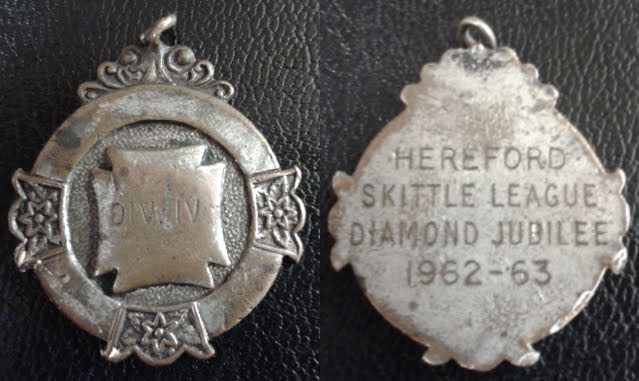 DIV. IV
HEREFORD
SKITTLE LEAGUE
DIAMOND JUBILEE
1962-63